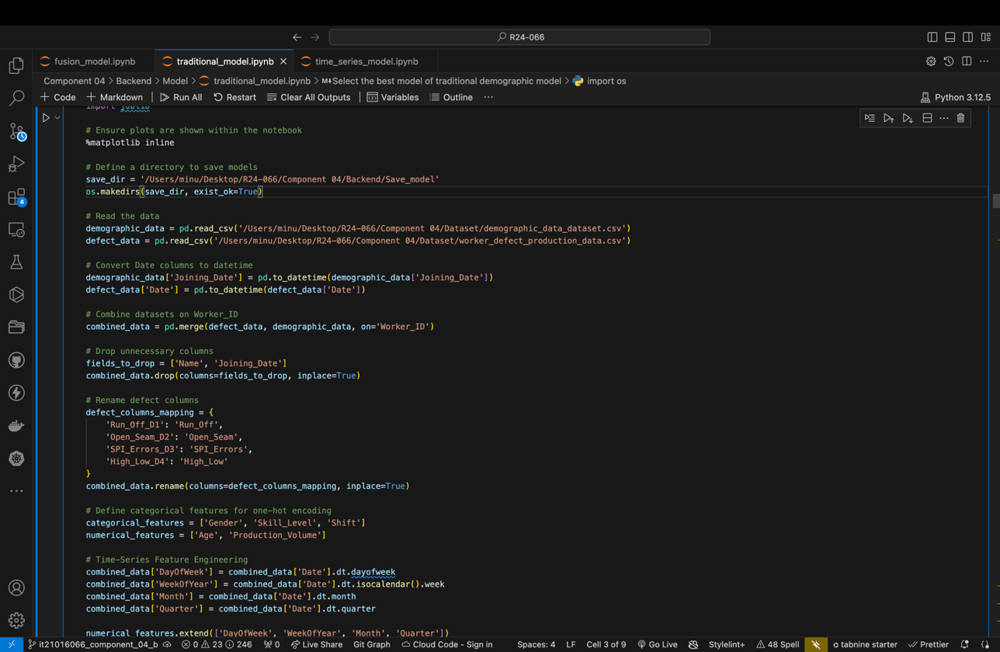 R24-066
fusion_model.ipynb
traditional_model.ipynb
time_series_model.ipynb
Component 04 > Backend > Model > traditional_model.ipynb > M↓Select the best model of traditional demographic model > import os
Code
Markdown
Run All
Restart
Clear All Outputs
Variables
Outline
Python 3.12.5
import joblib
# Ensure plots are shown within the notebook
%matplotlib inline
# Define a directory to save models
save_dir = '/Users/minu/Desktop/R24-066/Component 04/Backend/Save_model'
os.makedirs(save_dir, exist_ok=True)
# Read the data
demographic_data = pd.read_csv('/Users/minu/Desktop/R24-066/Component 04/Dataset/demographic_data_dataset.csv')
defect_data = pd.read_csv('/Users/minu/Desktop/R24-066/Component 04/Dataset/worker_defect_production_data.csv')
# Convert Date columns to datetime
demographic_data['Joining_Date'] = pd.to_datetime(demographic_data['Joining_Date'])
defect_data['Date'] = pd.to_datetime(defect_data['Date'])
# Combine datasets on Worker_ID
combined_data = pd.merge(defect_data, demographic_data, on='Worker_ID')
# Drop unnecessary columns
fields_to_drop = ['Name', 'Joining_Date']
combined_data.drop(columns=fields_to_drop, inplace=True)
# Rename defect columns
defect_columns_mapping = {
    'Run_Off_D1': 'Run_Off',
    'Open_Seam_D2': 'Open_Seam',
    'SPI_Errors_D3': 'SPI_Errors',
    'High_Low_D4': 'High_Low'
}
combined_data.rename(columns=defect_columns_mapping, inplace=True)
# Define categorical features for one-hot encoding
categorical_features = ['Gender', 'Skill_Level', 'Shift']
numerical_features = ['Age', 'Production_Volume']
# Time-Series Feature Engineering
combined_data['DayOfWeek'] = combined_data['Date'].dt.dayofweek
combined_data['WeekOfYear'] = combined_data['Date'].dt.isocalendar().week
combined_data['Month'] = combined_data['Date'].dt.month
combined_data['Quarter'] = combined_data['Date'].dt.quarter
numerical_features.extend(['DayOfWeek', 'WeekOfYear', 'Month', 'Quarter'])
4
it21016066_component_04_b
0 23 246
0
Live Share
Git Graph
Cloud Code - Sign in
Spaces: 4
LF
Cell 3 of 9
Go Live
Stylelint+
48 Spell
tabnine starter
Prettier